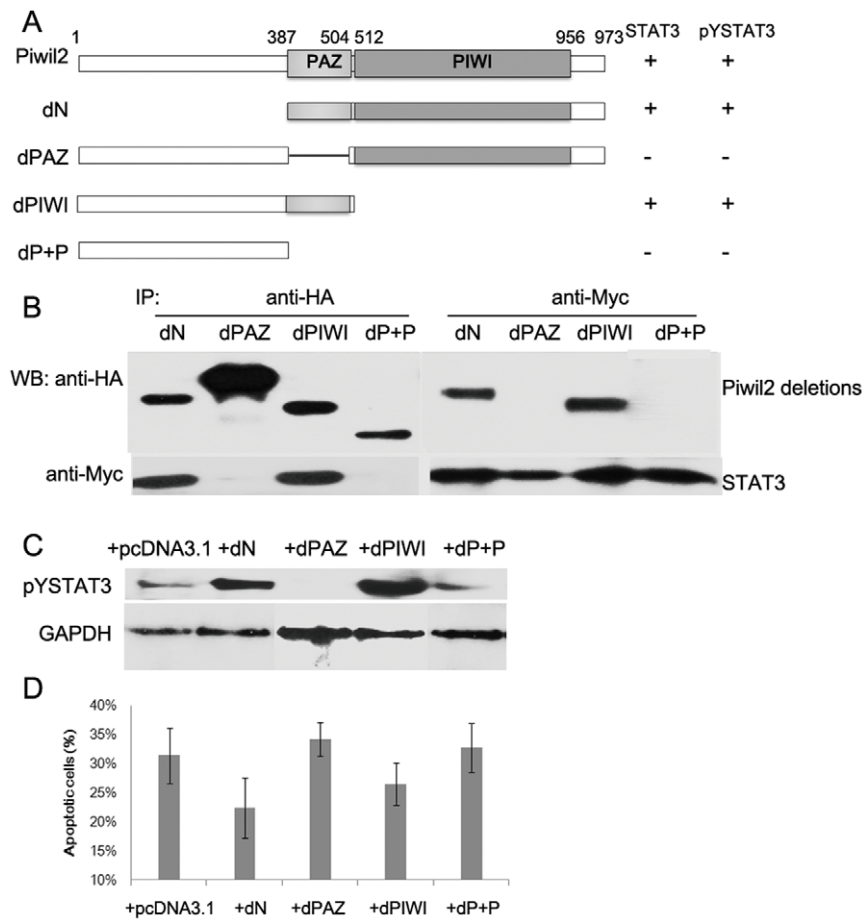 A
1 387 504 512 956 973 STAT3 pYSTAT3
Piwil2 PAZ PIWI + +
dN + +
dPAZ - -
dPIWI + +
dP+P - -
B
IP: anti-HA anti-Myc
dN dPAZ dPIWI dP+P dN dPAZ dPIWI dP+P
WB: anti-HA Piwil2 deletions
anti-Myc STAT3
C
+pcDNA3.1 +dN +dPAZ +dPIWI +dP+P
pYSTAT3
GAPDH
D
Apoptotic cells (%)
40%
35%
30%
25%
20%
15%
10%
+pcDNA3.1 +dN +dPAZ +dPIWI +dP+P